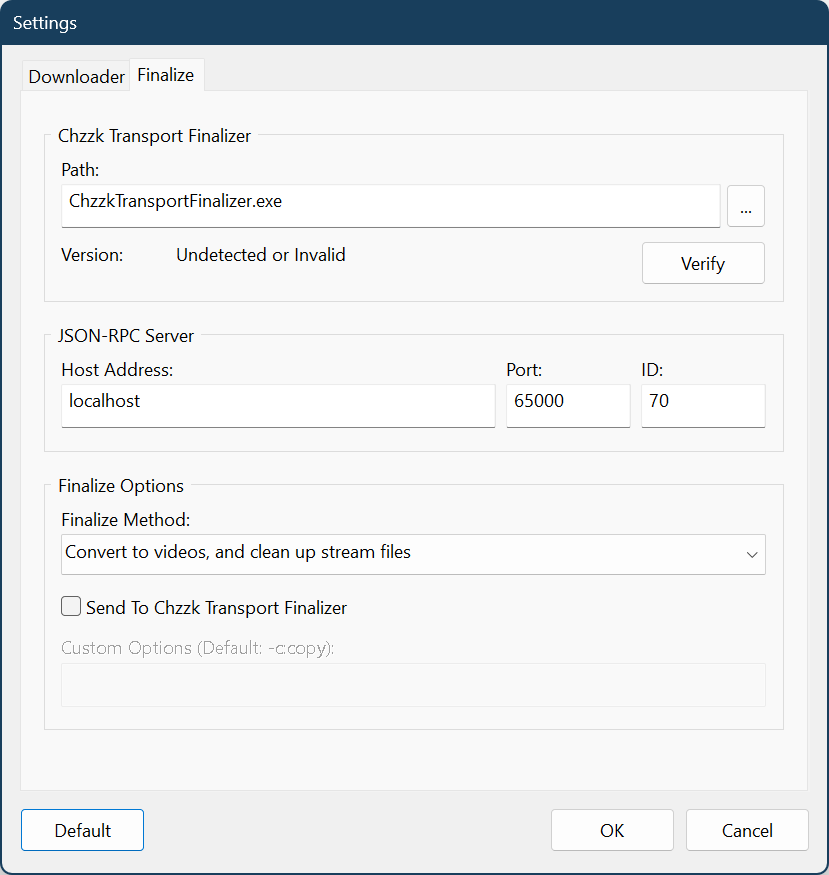 Settings
Downloader Finalize
Chzzk Transport Finalizer
Path:
ChzzkTransportFinalizer.exe ...
Version: Undetected or Invalid Verify
JSON-RPC Server
Host Address: Port: ID:
localhost 65000 70
Finalize Options
Finalize Method:
Convert to videos, and clean up stream files
Send To Chzzk Transport Finalizer
Custom Options (Default: -c:copy):
Default OK Cancel